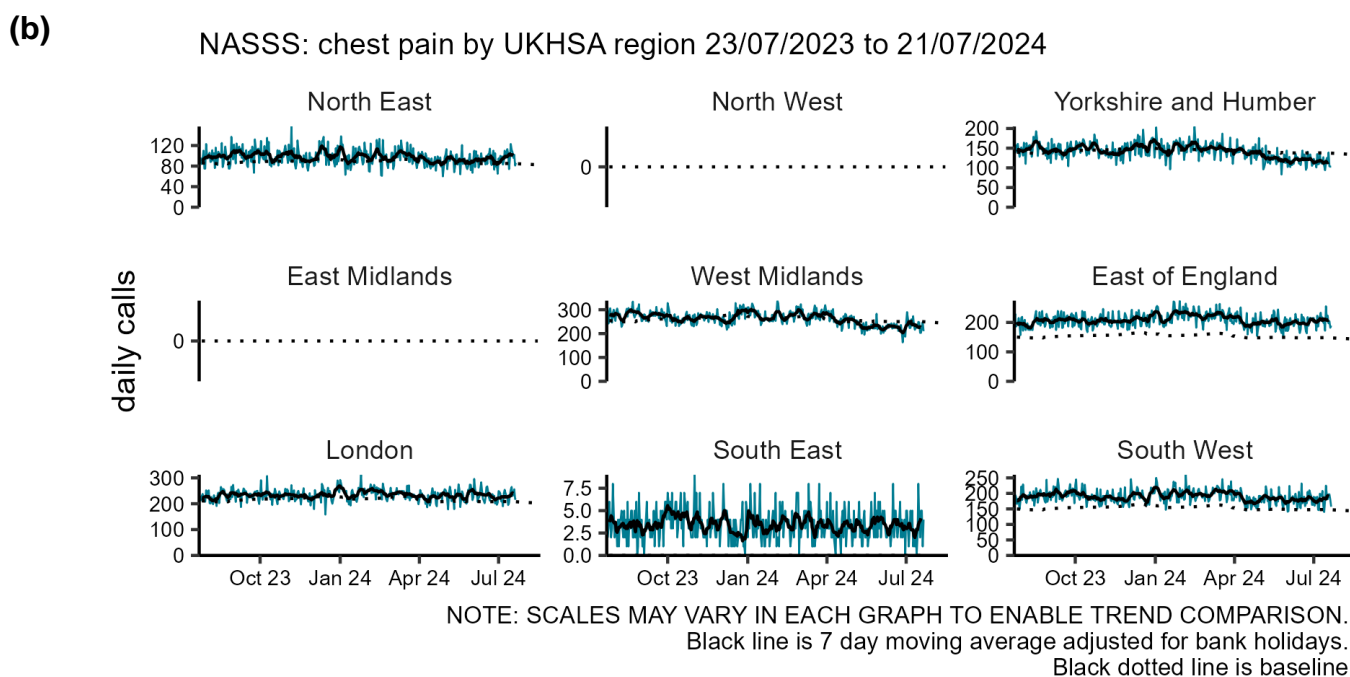 (b)
NASSS: chest pain by UKHSA region 23/07/2023 to 21/07/2024
daily calls
North East
120
80
40
0
North West
0
Yorkshire and Humber
200
150
100
50
0
East Midlands
0
West Midlands
300
200
100
0
East of England
200
100
0
London
300
200
100
0
Oct 23 Jan 24 Apr 24 Jul 24
South East
7.5
5.0
2.5
0.0
Oct 23 Jan 24 Apr 24 Jul 24
South West
250
200
150
100
50
0
Oct 23 Jan 24 Apr 24 Jul 24
NOTE: SCALES MAY VARY IN EACH GRAPH TO ENABLE TREND COMPARISON.
Black line is 7 day moving average adjusted for bank holidays.
Black dotted line is baseline